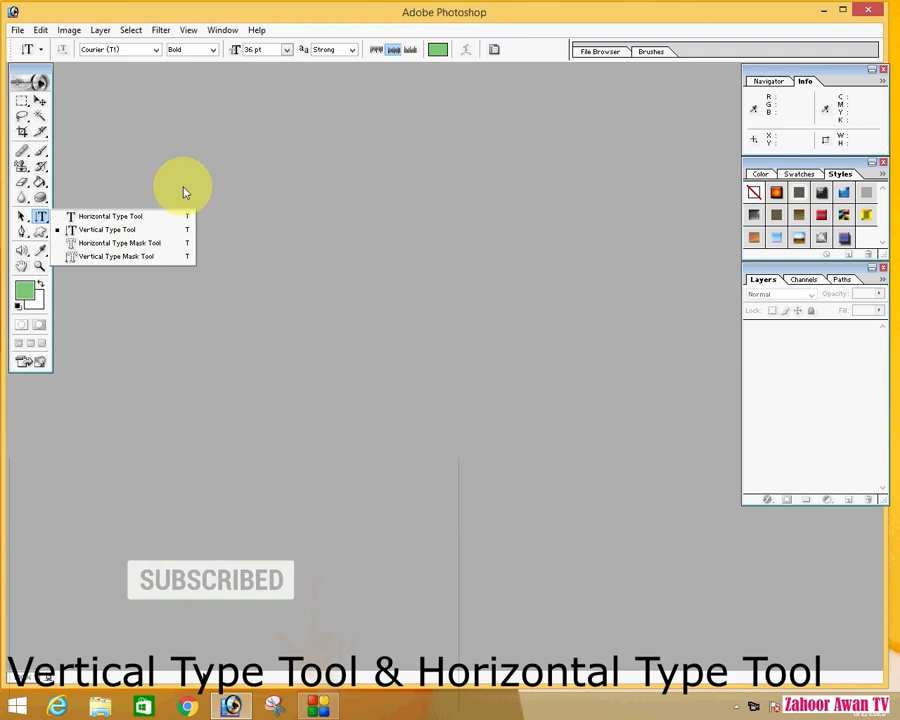 Adobe Photoshop
File Edit Image Layer Select Filter View Window Help
Courier (T1) Bold 36 pt aa Strong File Browser Brushes
Navigator Info
R: G: B: C: M: Y: K:
X: Y: W: H:
Color Swatches Styles
Horizontal Type Tool T
Vertical Type Tool T
Horizontal Type Mask Tool T
Vertical Type Mask Tool T
Layers Channels Paths
Normal Opacity:
Lock: Fill:
SUBSCRIBED
Vertical Type Tool & Horizontal Type Tool
Zahoor Awan TV